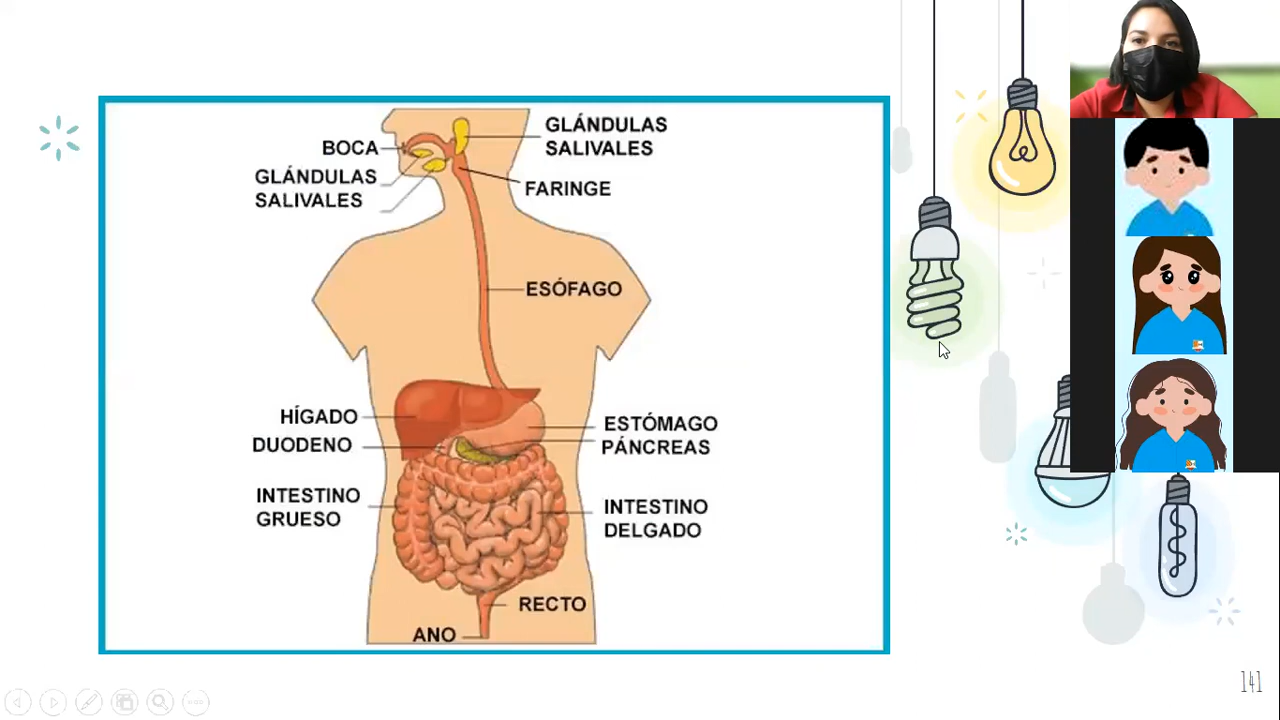 GLÁNDULAS
SALIVALES
BOCA
GLÁNDULAS
SALIVALES
FARINGE
ESÓFAGO
HÍGADO
DUODENO
ESTÓMAGO
PÁNCREAS
INTESTINO
GRUESO
INTESTINO
DELGADO
RECTO
ANO
141